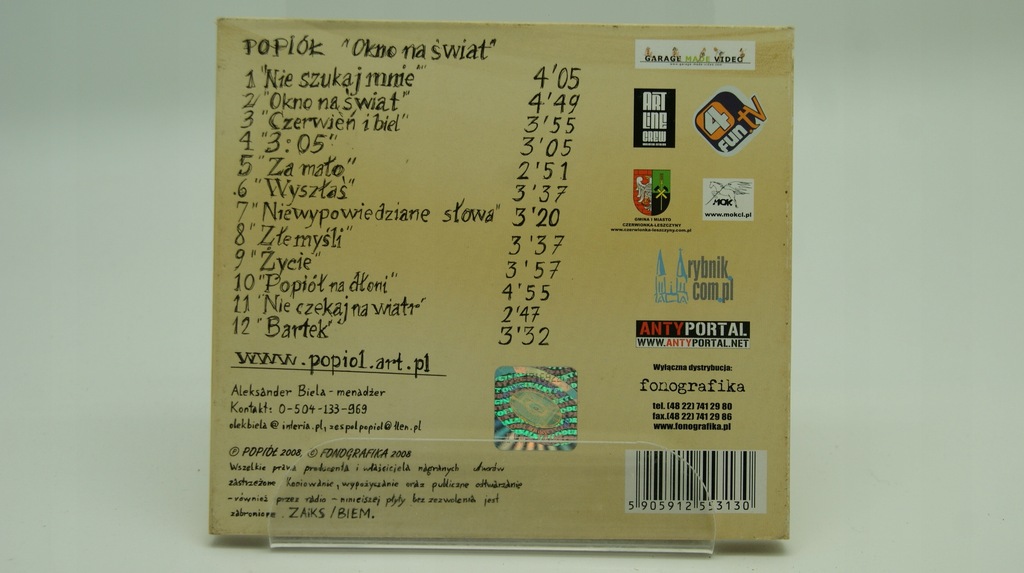 POPIÓŁ "Okno na świat"
1 "Nie szukaj mnie" 4'05
2 "Okno na świat" 4'49
3 "Czerwień i biel" 3'55
4 "3:05" 3'05
5 "Za mało" 2'51
6 "Wyszłaś" 3'37
7 "Niewypowiedziane słowa" 3'20
8 "Złe myśli" 3'37
9 "Życie" 3'57
10 "Popiół na dłoni" 4'55
11 "Nie czekaj na wiatr" 2'47
12 "Bartek" 3'32
www.popiol.art.pl
Aleksander Biela - menadżer
Kontakt: 0-504-133-969
olekbiela@interia.pl, zespolpopiol@tlen.pl
℗ POPIÓŁ 2008, © FONOGRAFIKA 2008
Wszelkie prawa producenta i właściciela nagranych utworów
zastrzeżone. Kopiowanie, wypożyczanie oraz publiczne odtwarzanie
- również przez radio - niniejszej płyty bez zezwolenia jest
zabronione. ZAiKS / BIEM.
GARAGE MADE VIDEO
ART
LINE
CREW
4
FUN.TV
GMINA I MIASTO
CZERWIONKA-LESZCZYNY
www.czerwionka-leszczyny.com.pl
MOK
www.mokcl.pl
rybnik
com.pl
ANTYPORTAL
WWW.ANTYPORTAL.NET
Wyłączna dystrybucja:
fonografika
tel. (48 22) 741 29 80
fax.(48 22) 741 29 86
www.fonografika.pl
5 905912 553130